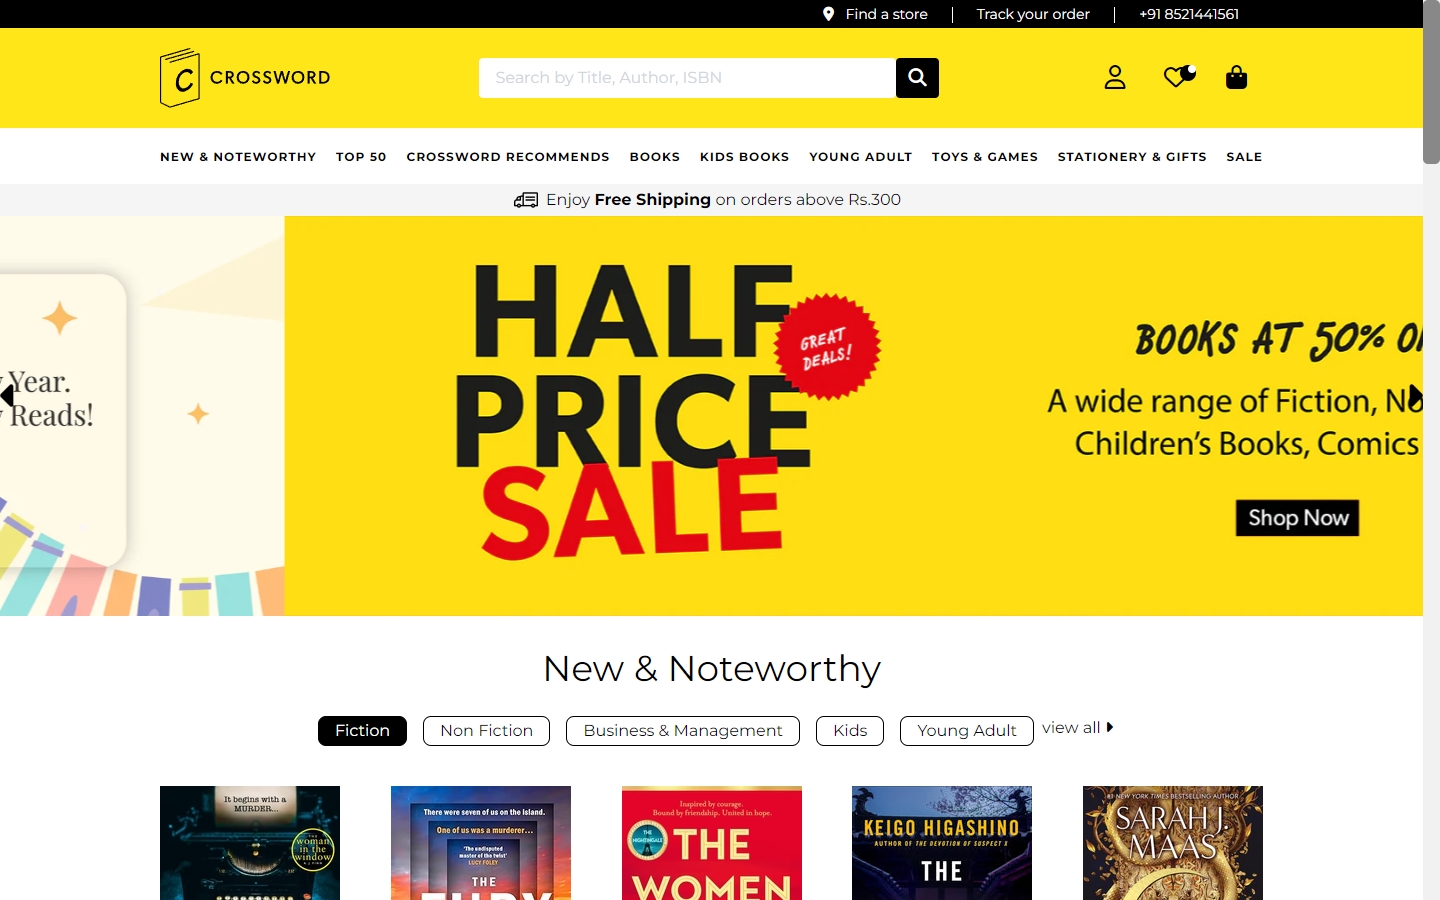 Find a store
Track your order
+91 8521441561
C CROSSWORD
Search by Title, Author, ISBN
NEW & NOTEWORTHY
TOP 50
CROSSWORD RECOMMENDS
BOOKS
KIDS BOOKS
YOUNG ADULT
TOYS & GAMES
STATIONERY & GIFTS
SALE
Enjoy Free Shipping on orders above Rs.300
Year.
Reads!
HALF
PRICE
SALE
GREAT
DEALS!
BOOKS AT 50%
A wide range of Fiction,
Children's Books, Comics
Shop Now
New & Noteworthy
Fiction
Non Fiction
Business & Management
Kids
Young Adult
view all
It begins with a
MURDER...
woman
in the
window
There were seven of us on the Island.
One of us was a murderer...
'The undisputed
master of the twist'
LUCY FOLEY
THE
FURY
Inspired by courage.
Bound by friendship. United in hope.
THE
NIGHTINGALE
THE
WOMEN
KEIGO HIGASHINO
AUTHOR OF THE DEVOTION OF SUSPECT X
THE
#1 NEW YORK TIMES BESTSELLING AUTHOR
SARAH J.
MAAS